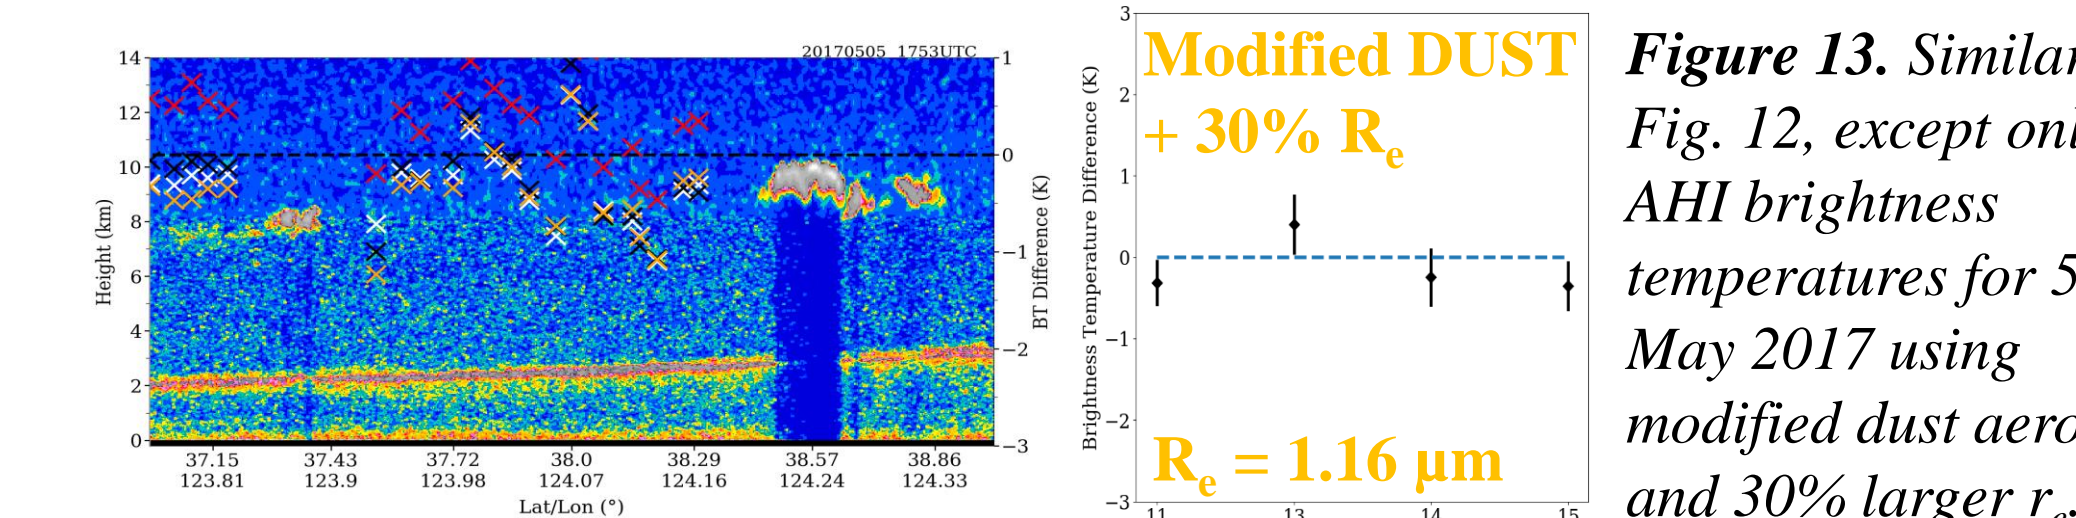 20170505 1753UTC
14
12
10
8
6
4
2
0
Height (km)
1
0
−1
−2
−3
BT Difference (K)
37.15 37.43 37.72 38.0 38.29 38.57 38.86
123.81 123.9 123.98 124.07 124.16 124.24 124.33
Lat/Lon (°)
Brightness Temperature Difference (K)
3
2
1
0
−1
−2
−3
11 13 14 15
Modified DUST
+ 30% Re
Re = 1.16 µm
Figure 13. Similar
Fig. 12, except onl
AHI brightness
temperatures for 5
May 2017 using
modified dust aero
and 30% larger re.